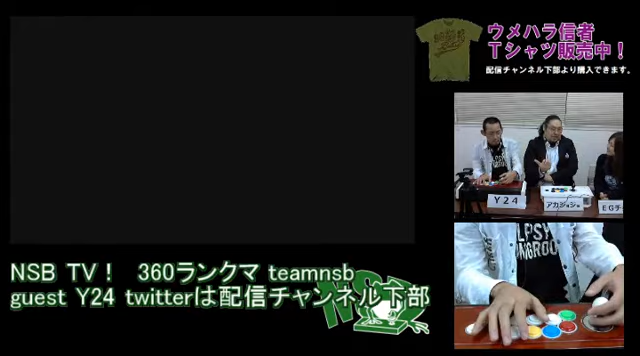 ウメハラ信者
Tシャツ販売中！
配信チャンネル下部より購入できます。
Y24
アカジョジョ
EGチ
NSB TV！ 360ランクマ teamnsb
guest Y24 twitterは配信チャンネル下部